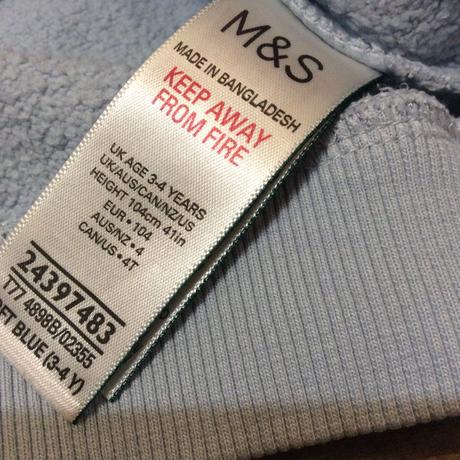 M&S
MADE IN BANGLADESH
KEEP AWAY
FROM FIRE
UK AGE 3-4 YEARS
UK/AUS/CAN/NZ/US
HEIGHT 104cm 41in
EUR • 104
AUS/NZ • 4
CAN/US • 4T
24397483
T77 4898B/02355
BLUE (3-4 Y)